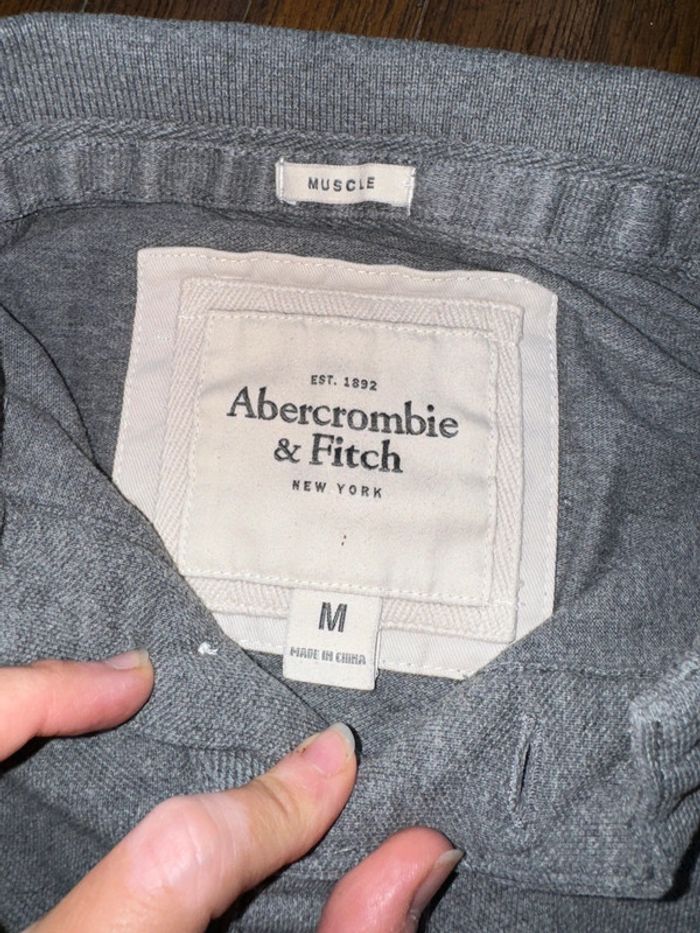 MUSCLE
EST. 1892
Abercrombie
& Fitch
NEW YORK
M
MADE IN CHINA